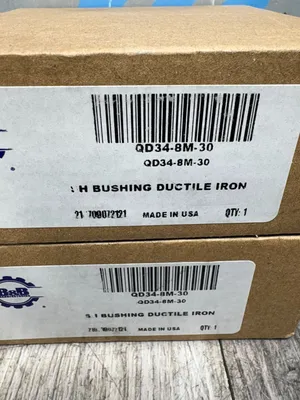 QD34-8M-30
QD34-8M-30
H BUSHING DUCTILE IRON
MADE IN USA QTY: 1
B&B
QD34-8M-30
QD34-8M-30
BUSHING DUCTILE IRON
MADE IN USA QTY: 1